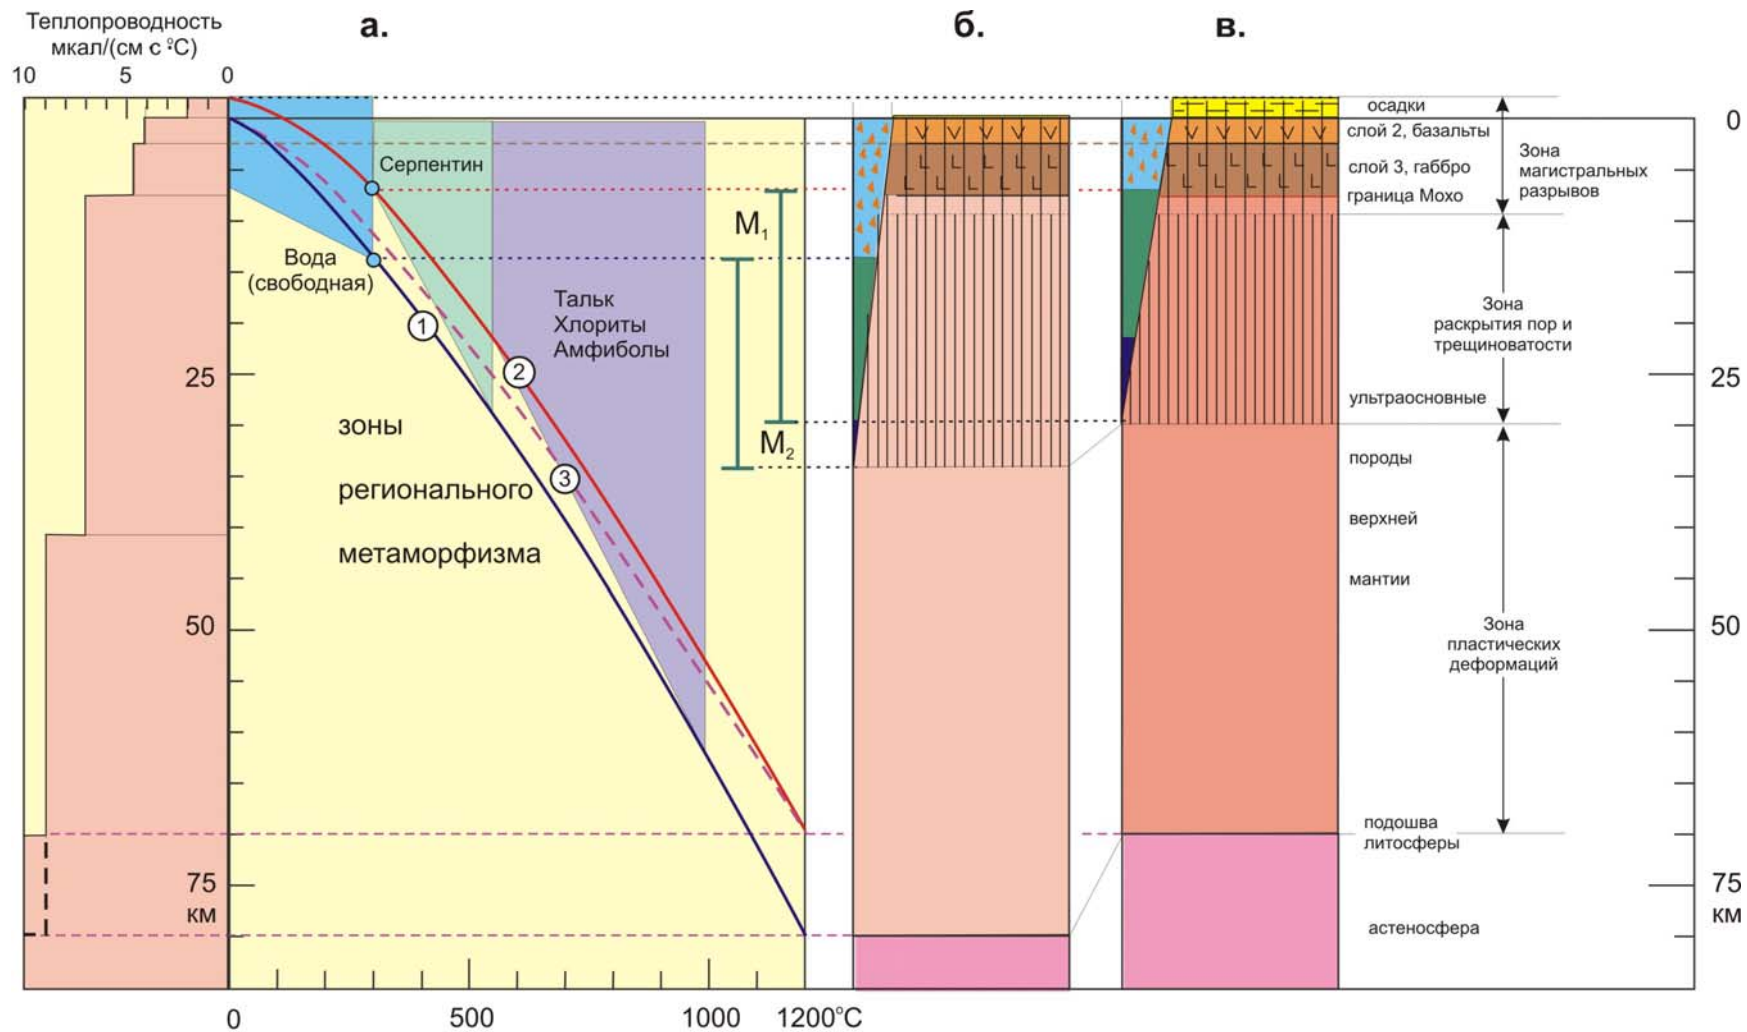 Теплопроводность
мкал/(см с °С)
10 5 0
а.
б.
в.
Серпентин
Вода
(свободная)
Тальк
Хлориты
Амфиболы
1
2
3
M1
M2
зоны
регионального
метаморфизма
25
50
75
км
0 500 1000 1200°С
осадки
слой 2, базальты
слой 3, габбро
граница Мохо
ультраосновные
породы
верхней
мантии
подошва
литосферы
астеносфера
Зона
магистральных
разрывов
Зона
раскрытия пор и
трещиноватости
Зона
пластических
деформаций
0
25
50
75
км